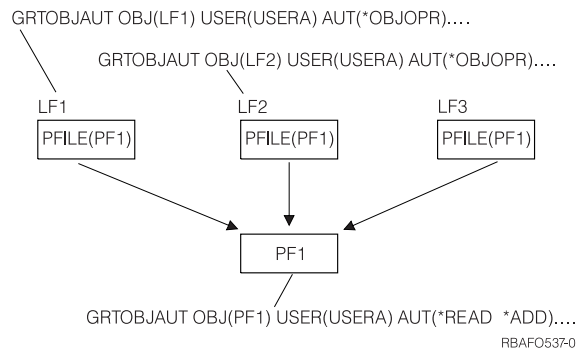 GRTOBJAUT OBJ(LF1) USER(USERA) AUT(*OBJOPR)....
GRTOBJAUT OBJ(LF2) USER(USERA) AUT(*OBJOPR)....
LF1
LF2
LF3
PFILE(PF1)
PFILE(PF1)
PFILE(PF1)
PF1
GRTOBJAUT OBJ(PF1) USER(USERA) AUT(*READ *ADD)....
RBAFO537-0